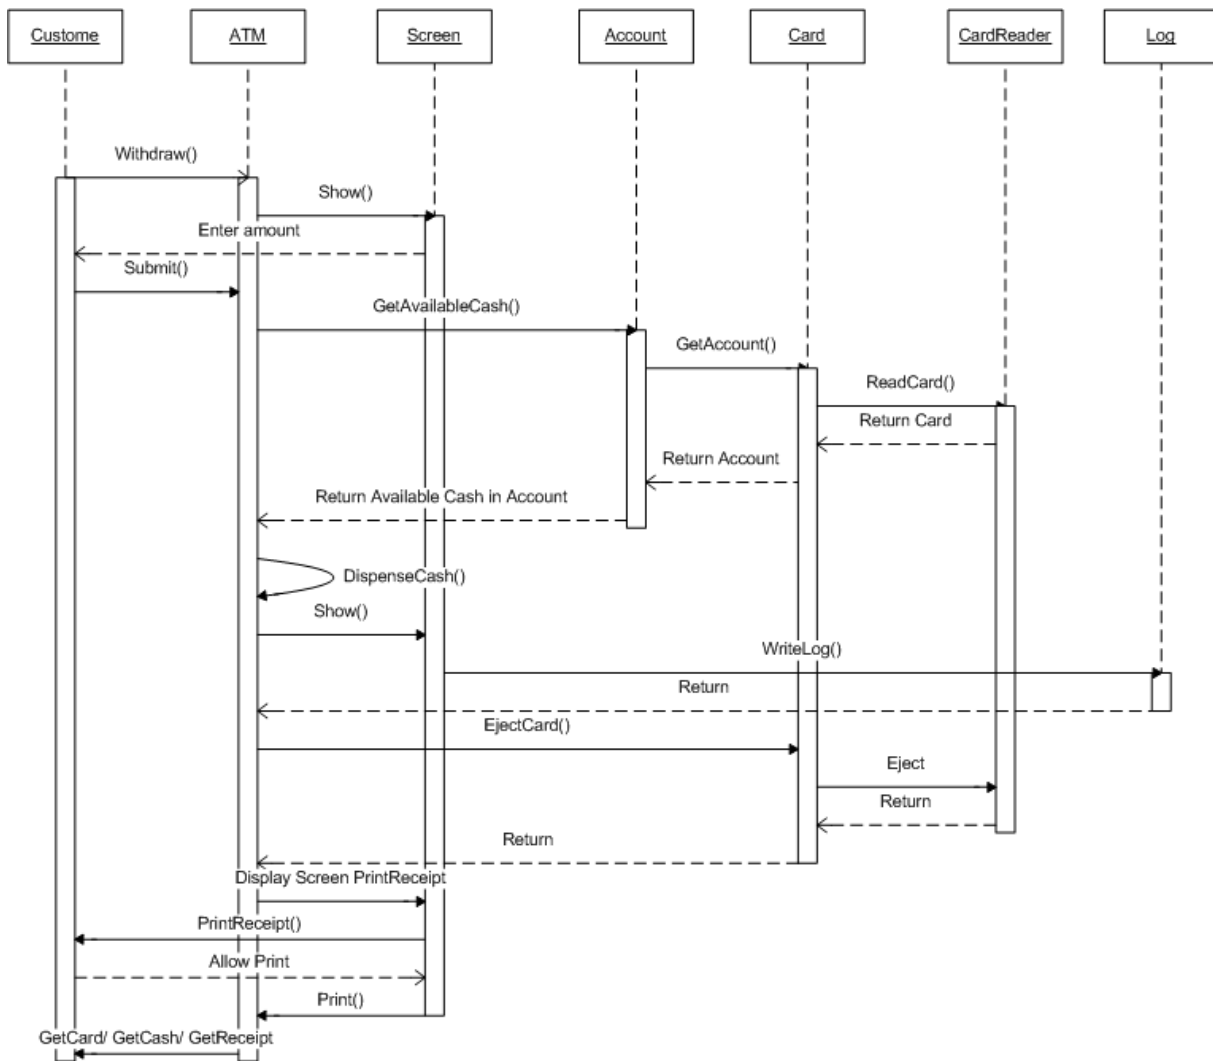 Custome
ATM
Screen
Account
Card
CardReader
Log
Withdraw()
Show()
Enter amount
Submit()
GetAvailableCash()
GetAccount()
ReadCard()
Return Card
Return Account
Return Available Cash in Account
DispenseCash()
Show()
WriteLog()
Return
EjectCard()
Eject
Return
Return
Display Screen PrintReceipt
PrintReceipt()
Allow Print
Print()
GetCard/ GetCash/ GetReceipt